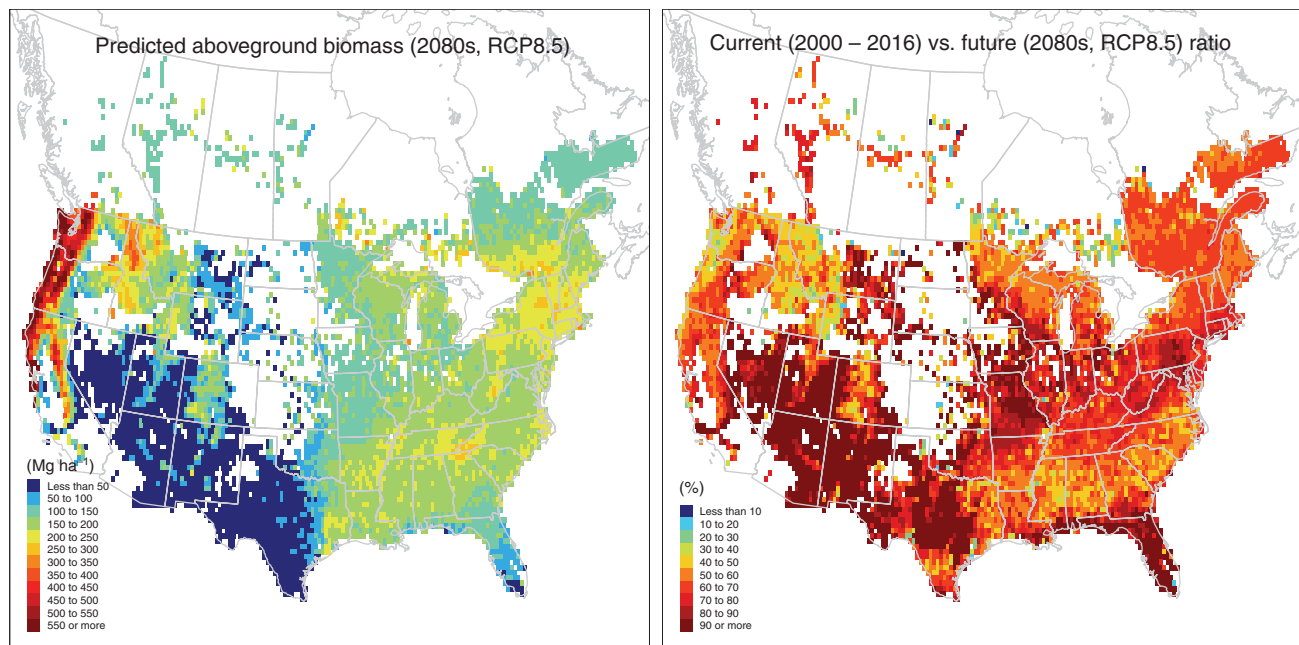 Predicted aboveground biomass (2080s, RCP8.5)
(Mg ha⁻¹)
Less than 50
50 to 100
100 to 150
150 to 200
200 to 250
250 to 300
300 to 350
350 to 400
400 to 450
450 to 500
500 to 550
550 or more
Current (2000 – 2016) vs. future (2080s, RCP8.5) ratio
(%)
Less than 10
10 to 20
20 to 30
30 to 40
40 to 50
50 to 60
60 to 70
70 to 80
80 to 90
90 or more